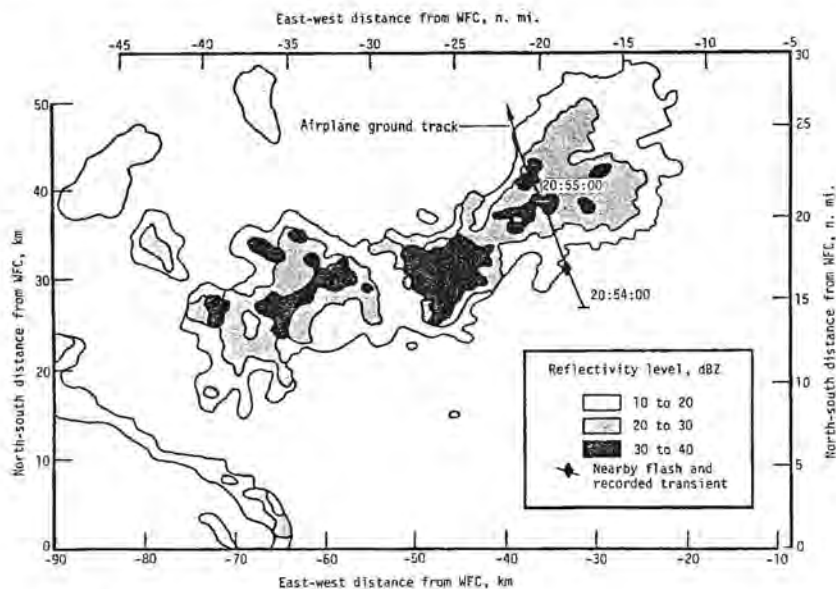 East-west distance from WFC, n. mi.
-45 -40 -35 -30 -25 -20 -15 -10 -5
50
40
30
20
10
0
North-south distance from WFC, km
30
25
20
15
10
5
0
North-south distance from WFC, n. mi.
Airplane ground track
20:55:00
20:54:00
Reflectivity level, dBZ
10 to 20
20 to 30
30 to 40
Nearby flash and
recorded transient
-90 -80 -70 -60 -50 -40 -30 -20 -10
East-west distance from WFC, km